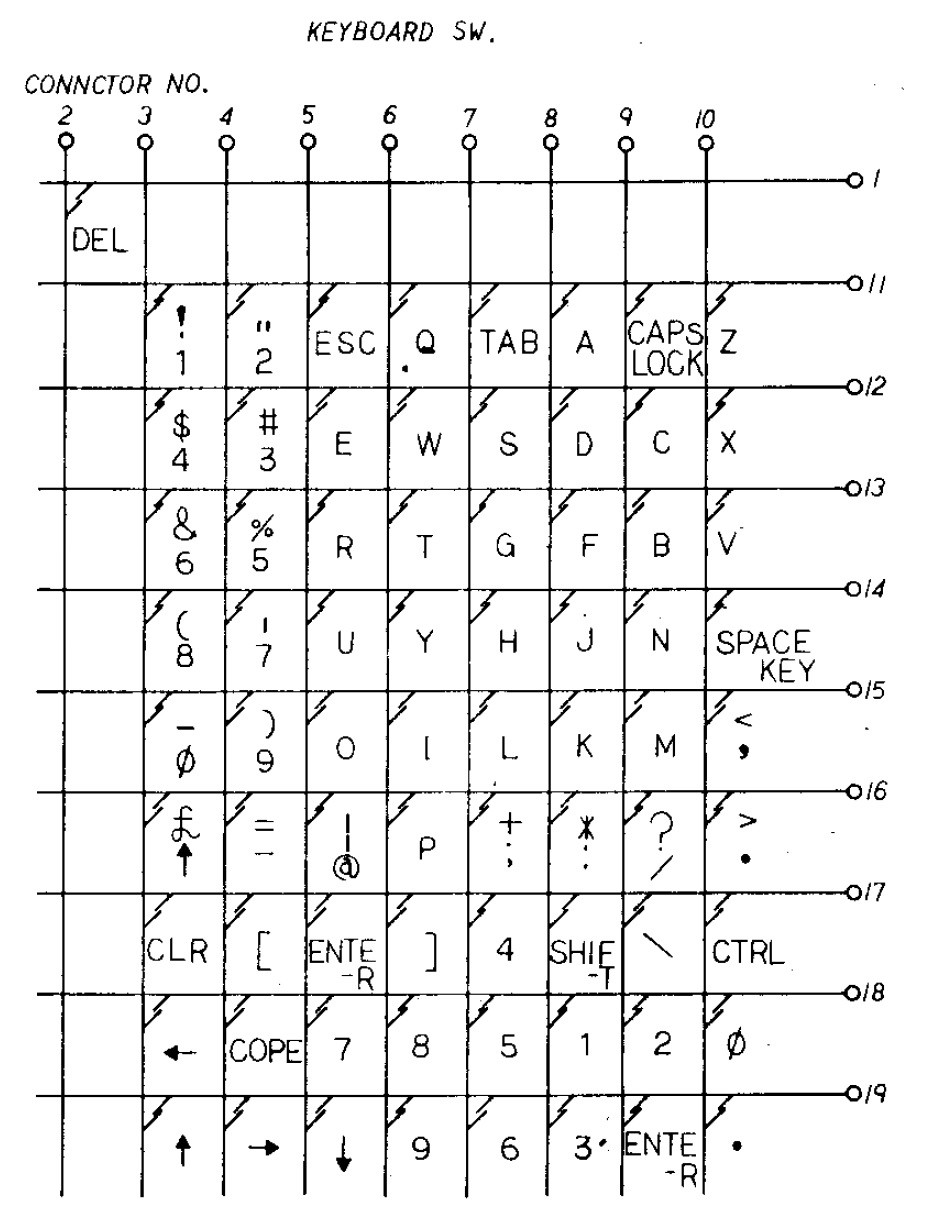 KEYBOARD SW.
CONNCTOR NO.
2 3 4 5 6 7 8 9 10
1
DEL
11
! " ESC Q TAB A CAPS LOCK Z
1 2
12
$ # E W S D C X
4 3
13
& % R T G F B V
6 5
14
( ' U Y H J N SPACE KEY
8 7
15
- ) O I L K M <
Ø 9 ,
16
£ = | P + * ? >
↑ - @ ; : / .
17
CLR [ ENTE-R ] 4 SHIF-T \ CTRL
18
← COPE 7 8 5 1 2 Ø
19
↑ → ↓ 9 6 3 ENTE-R .